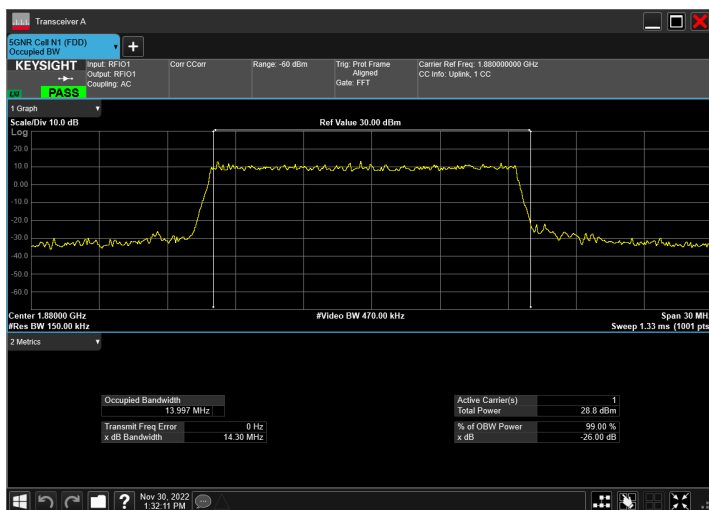 Transceiver A
5GNR Cell N1 (FDD)
Occupied BW
KEYSIGHT
PASS
Input: RFIO1
Output: RFIO1
Coupling: AC
Corr CCorr
Range: -60 dBm
Trig: Prot Frame
Aligned
Gate: FFT
Carrier Ref Freq: 1.880000000 GHz
CC Info: Uplink, 1 CC
1 Graph
Scale/Div 10.0 dB
Ref Value 30.00 dBm
Log
20.0
10.0
0.00
-10.0
-20.0
-30.0
-40.0
-50.0
-60.0
Center 1.88000 GHz
#Video BW 470.00 kHz
Span 30 MH
#Res BW 150.00 kHz
Sweep 1.33 ms (1001 pts
2 Metrics
Occupied Bandwidth
13.997 MHz
Transmit Freq Error 0 Hz
x dB Bandwidth 14.30 MHz
Active Carrier(s) 1
Total Power 28.8 dBm
% of OBW Power 99.00 %
x dB -26.00 dB
Nov 30, 2022
1:32:11 PM